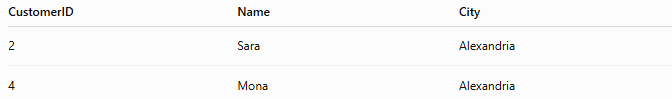 CustomerID Name City
2 Sara Alexandria
4 Mona Alexandria